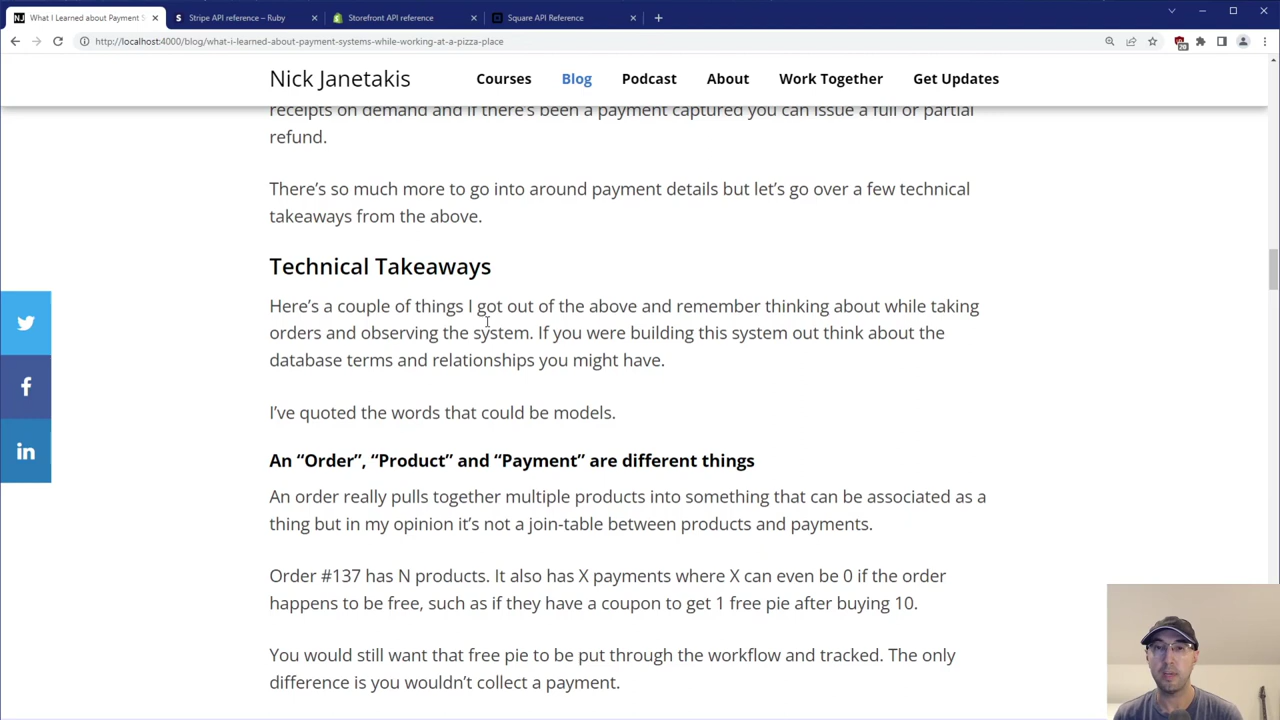 What I Learned about Payment S
Stripe API reference – Ruby
Storefront API reference
Square API Reference
http://localhost:4000/blog/what-i-learned-about-payment-systems-while-working-at-a-pizza-place
20
Nick Janetakis
Courses
Blog
Podcast
About
Work Together
Get Updates
receipts on demand and if there's been a payment captured you can issue a full or partial
refund.
There's so much more to go into around payment details but let's go over a few technical
takeaways from the above.
Technical Takeaways
Here's a couple of things I got out of the above and remember thinking about while taking
orders and observing the system. If you were building this system out think about the
database terms and relationships you might have.
I've quoted the words that could be models.
An “Order”, “Product” and “Payment” are different things
An order really pulls together multiple products into something that can be associated as a
thing but in my opinion it's not a join-table between products and payments.
Order #137 has N products. It also has X payments where X can even be 0 if the order
happens to be free, such as if they have a coupon to get 1 free pie after buying 10.
You would still want that free pie to be put through the workflow and tracked. The only
difference is you wouldn't collect a payment.